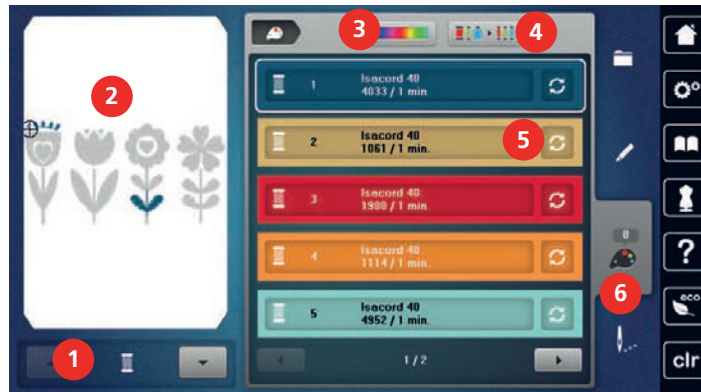 3
4
2
1 Isacord 40
4033 / 1 min.
2 Isacord 40
1061 / 1 min.
5
3 Isacord 40
1900 / 1 min.
4 Isacord 40
1114 / 1 min.
8
?
6
5 Isacord 40
4952 / 1 min.
eco
1
1/2
clr